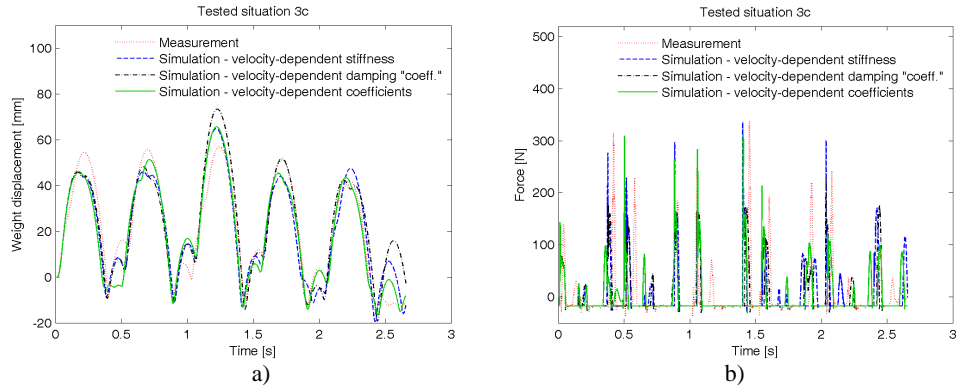 Tested situation 3c
100
80
60
40
20
0
-20
0
0.5
1
1.5
2
2.5
3
Weight displacement [mm]
Time [s]
Measurement
Simulation - velocity-dependent stiffness
Simulation - velocity-dependent damping "coeff."
Simulation - velocity-dependent coefficients
a)
Tested situation 3c
500
400
300
200
100
0
0
0.5
1
1.5
2
2.5
3
Force [N]
Time [s]
Measurement
Simulation - velocity-dependent stiffness
Simulation - velocity-dependent damping "coeff."
Simulation - velocity-dependent coefficients
b)